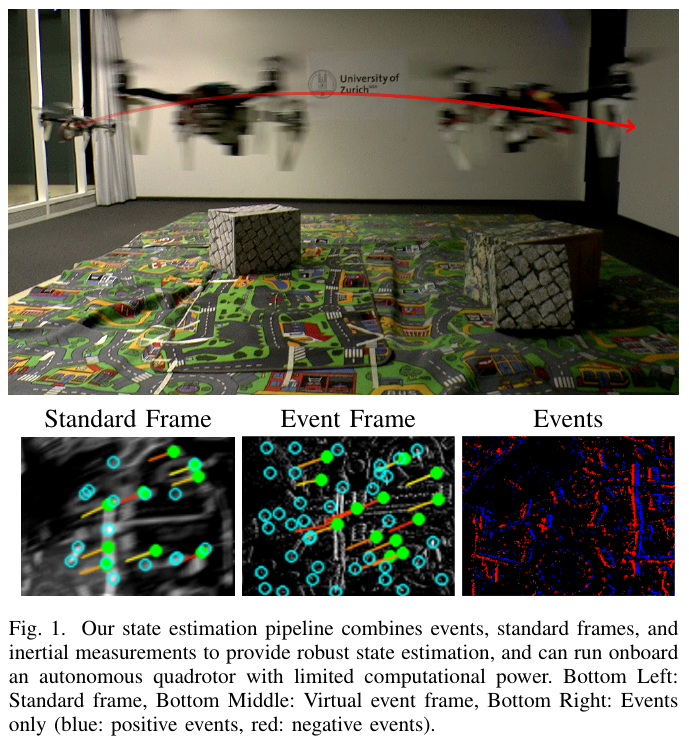 University of
Zurich
Standard Frame
Event Frame
Events
Fig. 1. Our state estimation pipeline combines events, standard frames, and
inertial measurements to provide robust state estimation, and can run onboard
an autonomous quadrotor with limited computational power. Bottom Left:
Standard frame, Bottom Middle: Virtual event frame, Bottom Right: Events
only (blue: positive events, red: negative events).